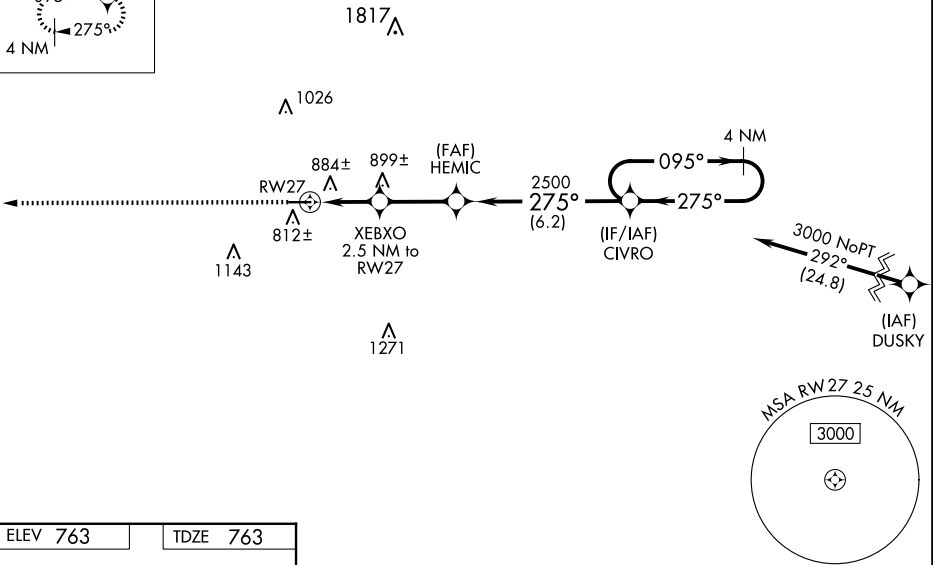 275°
4 NM
1817
1026
4 NM
(FAF)
HEMIC
884±
899±
095°
RW27
2500
275°
(6.2)
275°
812±
XEBXO
2.5 NM to
RW27
(IF/IAF)
CIVRO
3000 NoPT
292°
(24.8)
1143
(IAF)
DUSKY
1271
MSA RW27 25 NM
3000
ELEV 763
TDZE 763